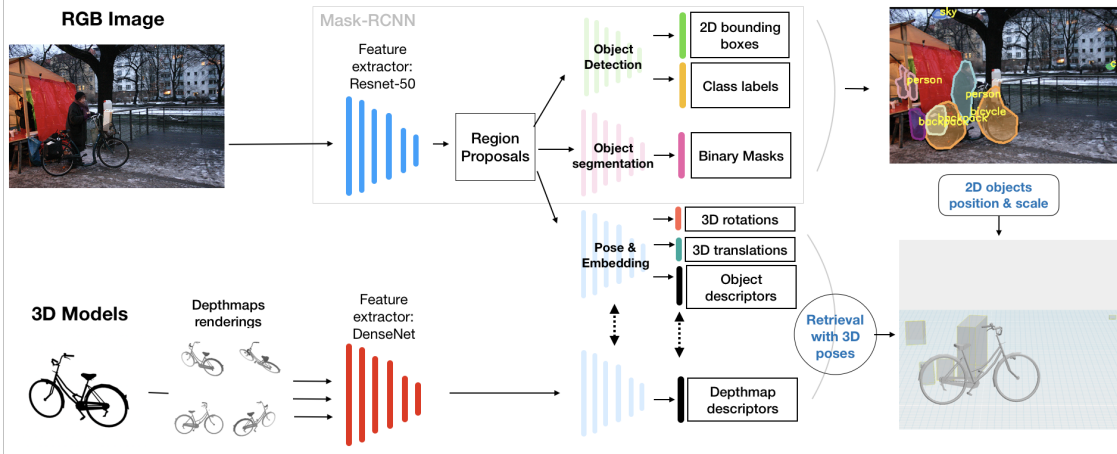 RGB Image
Mask-RCNN
Feature
extractor:
Resnet-50
Region
Proposals
Object
Detection
2D bounding
boxes
Class labels
Object
segmentation
Binary Masks
sky
person
person
bicycle
backpack
backpack
2D objects
position & scale
Pose &
Embedding
3D rotations
3D translations
Object
descriptors
3D Models
Depthmaps
renderings
Feature
extractor:
DenseNet
Depthmap
descriptors
Retrieval
with 3D
poses